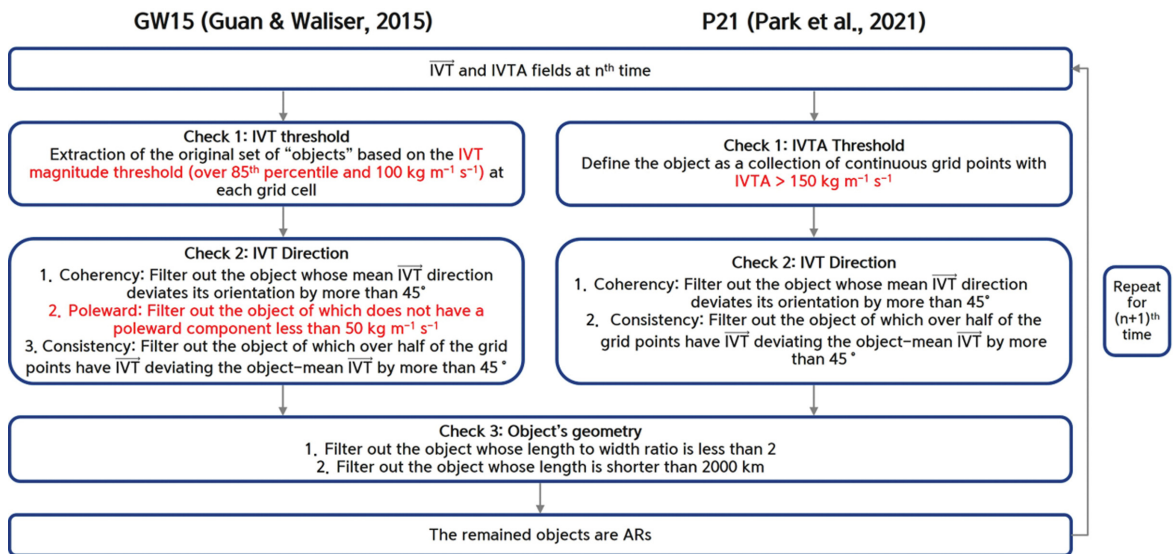 GW15 (Guan & Waliser, 2015)
P21 (Park et al., 2021)
IVT and IVTA fields at nth time
Check 1: IVT threshold
Extraction of the original set of “objects” based on the IVT
magnitude threshold (over 85th percentile and 100 kg m⁻¹ s⁻¹) at
each grid cell
Check 1: IVTA Threshold
Define the object as a collection of continuous grid points with
IVTA > 150 kg m⁻¹ s⁻¹
Check 2: IVT Direction
1. Coherency: Filter out the object whose mean IVT direction
deviates its orientation by more than 45˚
2. Poleward: Filter out the object of which does not have a
poleward component less than 50 kg m⁻¹ s⁻¹
3. Consistency: Filter out the object of which over half of the grid
points have IVT deviating the object-mean IVT by more than 45˚
Check 2: IVT Direction
1. Coherency: Filter out the object whose mean IVT direction
deviates its orientation by more than 45˚
2. Consistency: Filter out the object of which over half of the
grid points have IVT deviating the object-mean IVT by more
than 45˚
Repeat
for
(n+1)th
time
Check 3: Object's geometry
1. Filter out the object whose length to width ratio is less than 2
2. Filter out the object whose length is shorter than 2000 km
The remained objects are ARs